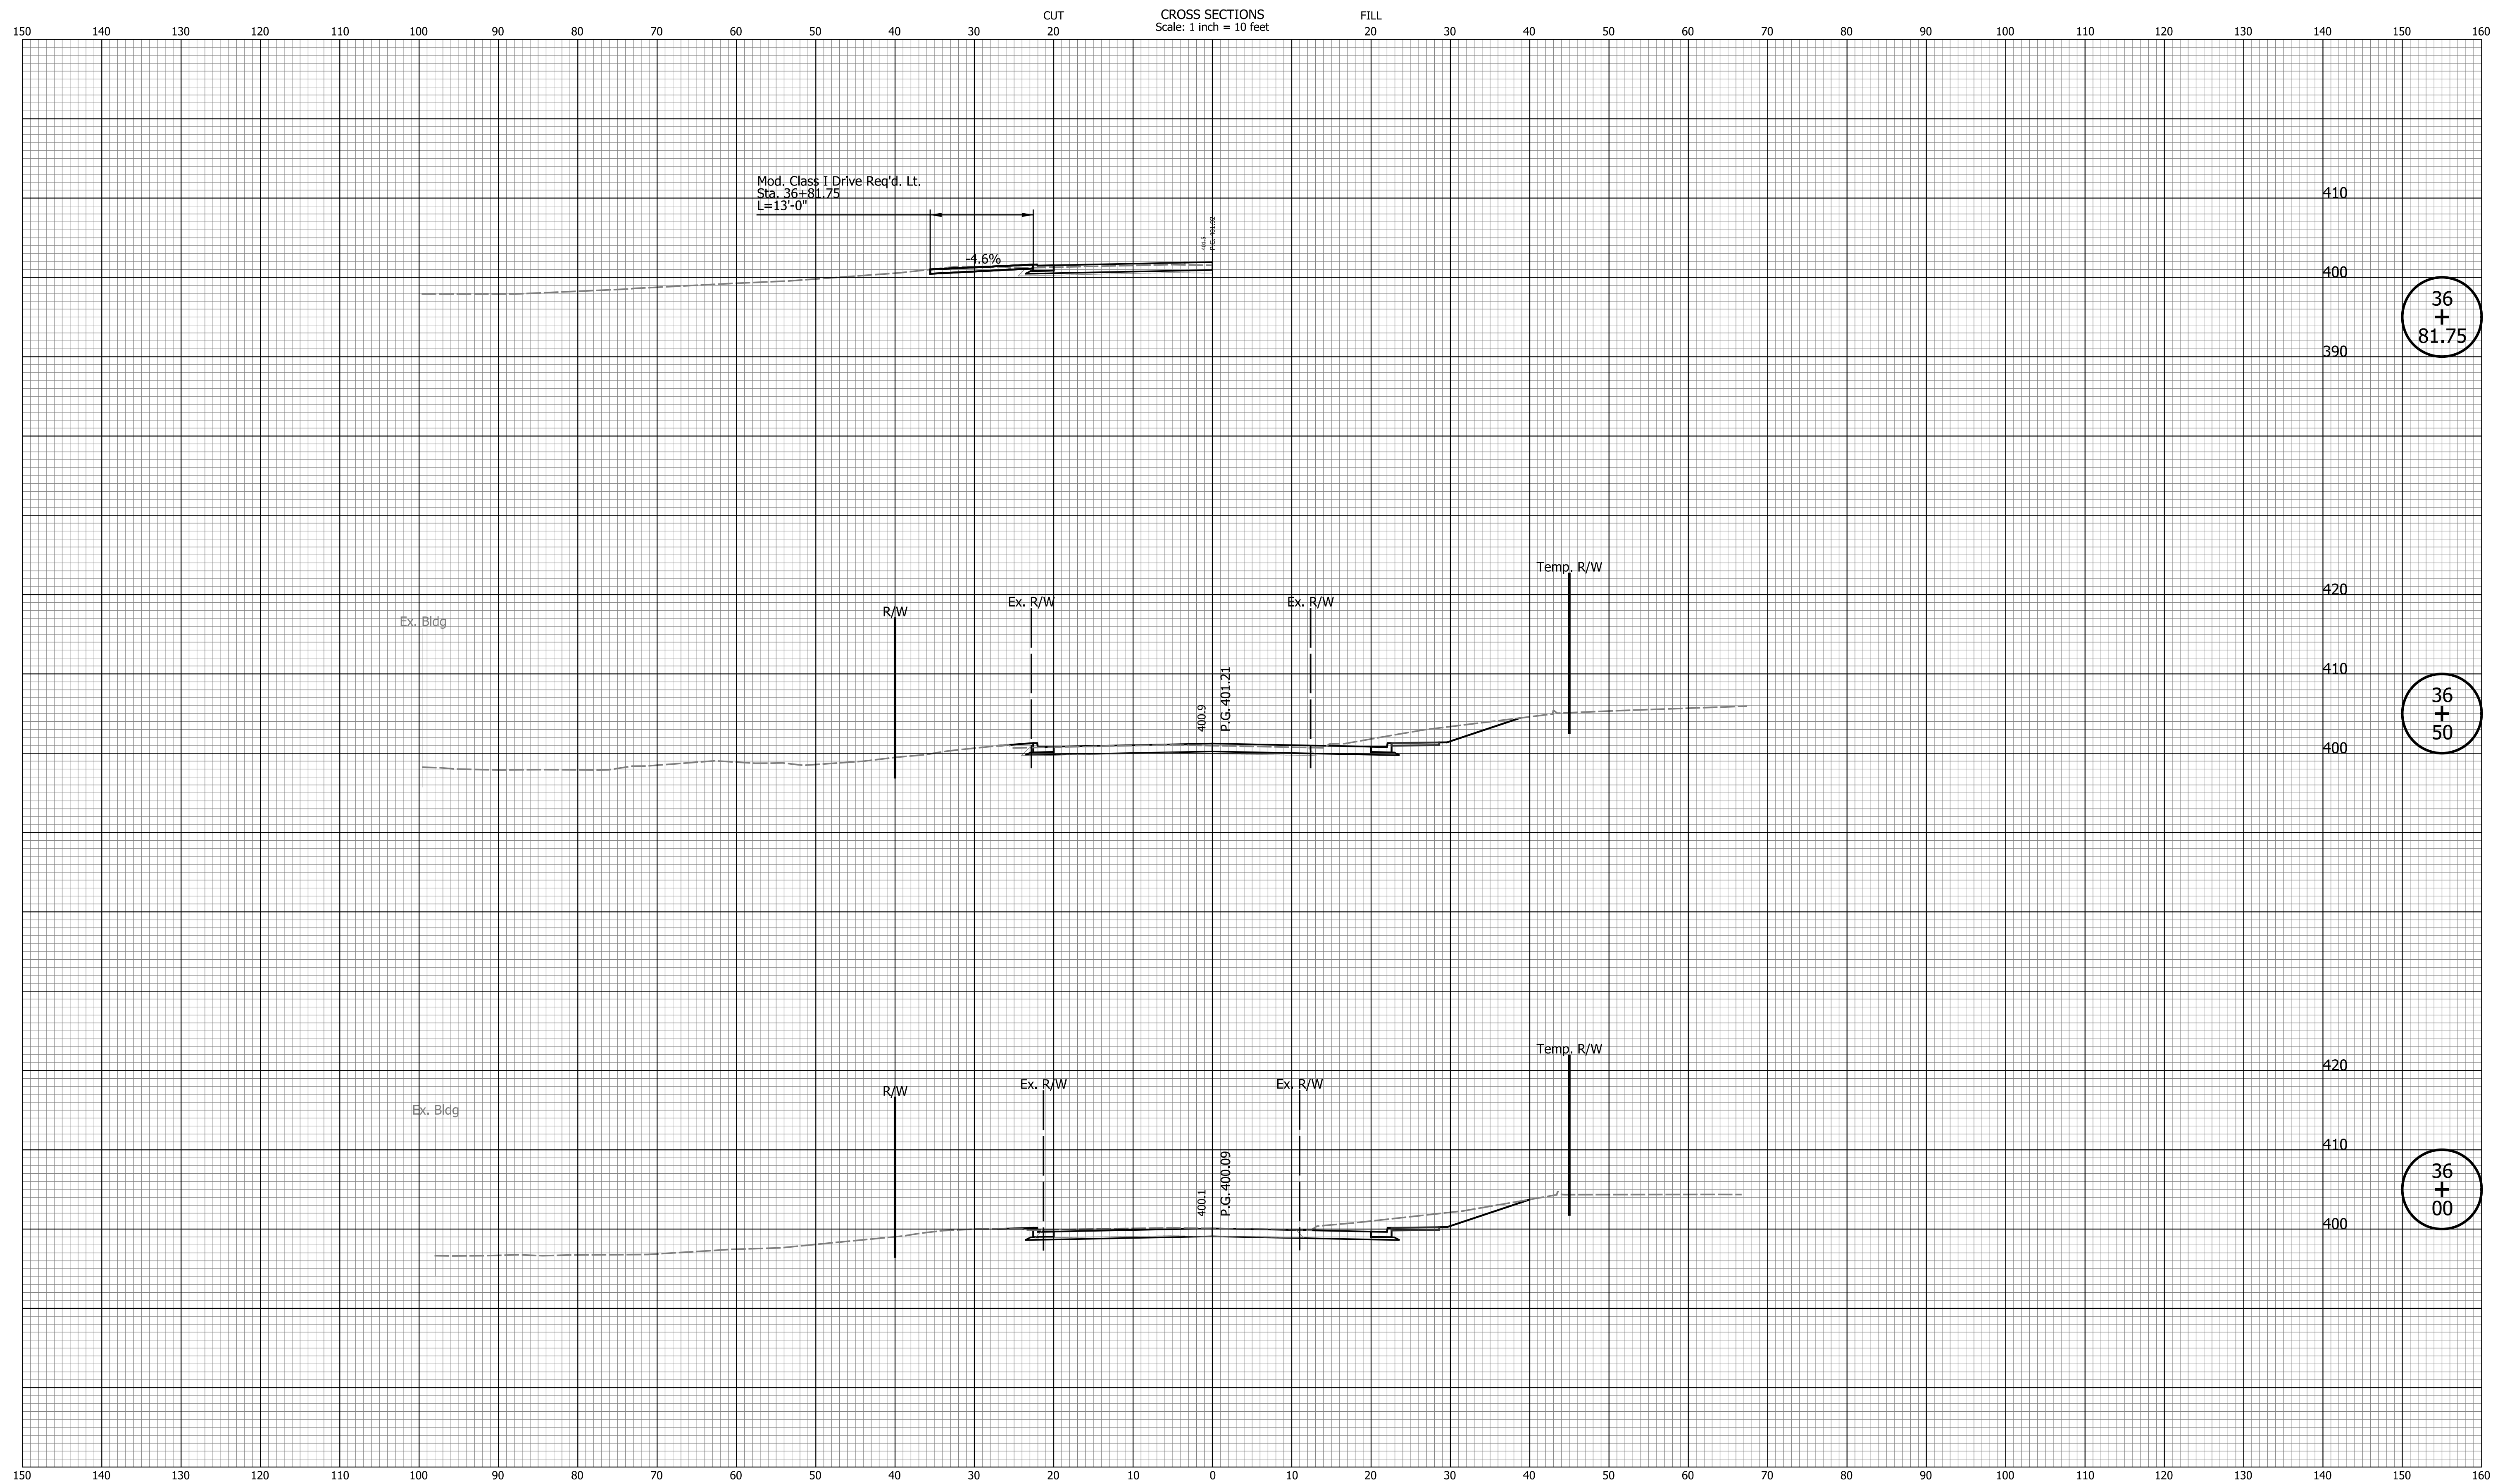 CUT CROSS SECTIONS FILL
Scale: 1 inch = 10 feet
150 140 130 120 110 100 90 80 70 60 50 40 30 20 20 30 40 50 60 70 80 90 100 110 120 130 140 150 160
Mod. Class I Drive Req'd. Lt.
Sta. 36+81.75
L=13'-0"
410
-4.6%
401.5
P.G. 401.92
400
36
+
81.75
390
Temp. R/W
420
R/W
Ex. R/W
Ex. R/W
Ex. Bldg
410
400.9
P.G. 401.21
36
+
50
400
Temp. R/W
420
R/W
Ex. R/W
Ex. R/W
Ex. Bldg
410
400.1
P.G. 400.09
36
+
00
400
150 140 130 120 110 100 90 80 70 60 50 40 30 20 10 0 10 20 30 40 50 60 70 80 90 100 110 120 130 140 150 160